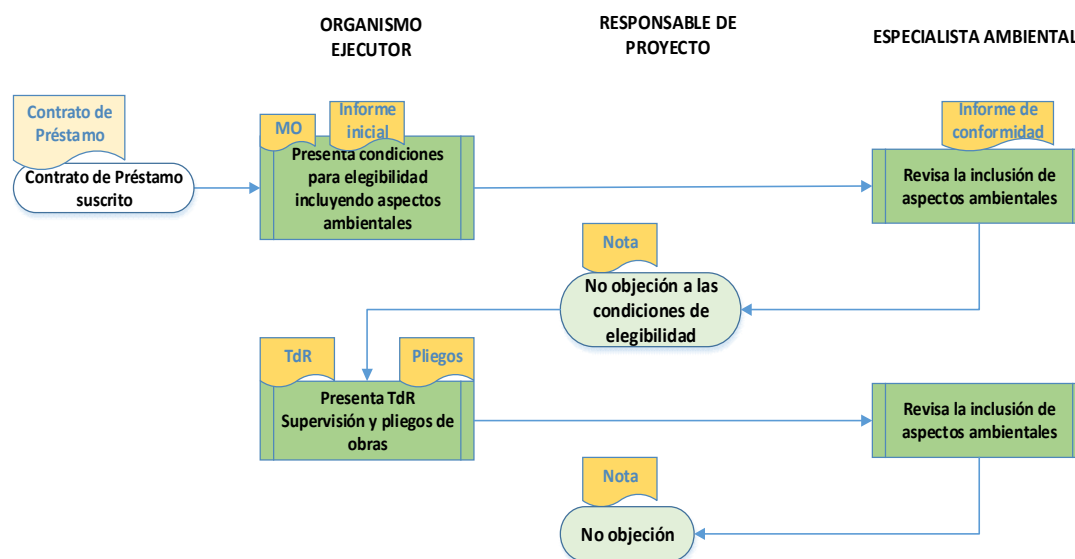 ORGANISMO
EJECUTOR
RESPONSABLE DE
PROYECTO
ESPECIALISTA AMBIENTAL
Contrato de
Préstamo
Contrato de Préstamo
suscrito
MO
Informe
inicial
Presenta condiciones
para elegibilidad
incluyendo aspectos
ambientales
Informe de
conformidad
Revisa la inclusión de
aspectos ambientales
Nota
No objeción a las
condiciones de
elegibilidad
TdR
Pliegos
Presenta TdR
Supervisión y pliegos de
obras
Revisa la inclusión de
aspectos ambientales
Nota
No objeción